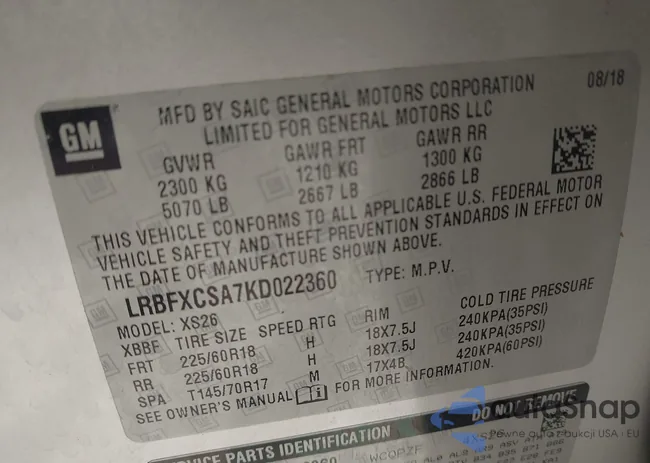 GM
MFD BY SAIC GENERAL MOTORS CORPORATION 08/18
LIMITED FOR GENERAL MOTORS LLC
GVWR GAWR FRT GAWR RR
2300 KG 1210 KG 1300 KG
5070 LB 2667 LB 2866 LB
THIS VEHICLE CONFORMS TO ALL APPLICABLE U.S. FEDERAL MOTOR
VEHICLE SAFETY AND THEFT PREVENTION STANDARDS IN EFFECT ON
THE DATE OF MANUFACTURE SHOWN ABOVE.
LRBFXCSA7KD022360 TYPE: M.P.V.
MODEL: XS26
XBBF TIRE SIZE SPEED RTG RIM COLD TIRE PRESSURE
FRT 225/60R18 H 18X7.5J 240KPA(35PSI)
RR 225/60R18 H 18X7.5J 240KPA(35PSI)
SPA T145/70R17 M 17X4B 420KPA(60PSI)
SEE OWNER'S MANUAL i FOR MORE INFORMATION.
DO NOT REMOVE
VICE PARTS IDENTIFICATION
WCOPZF